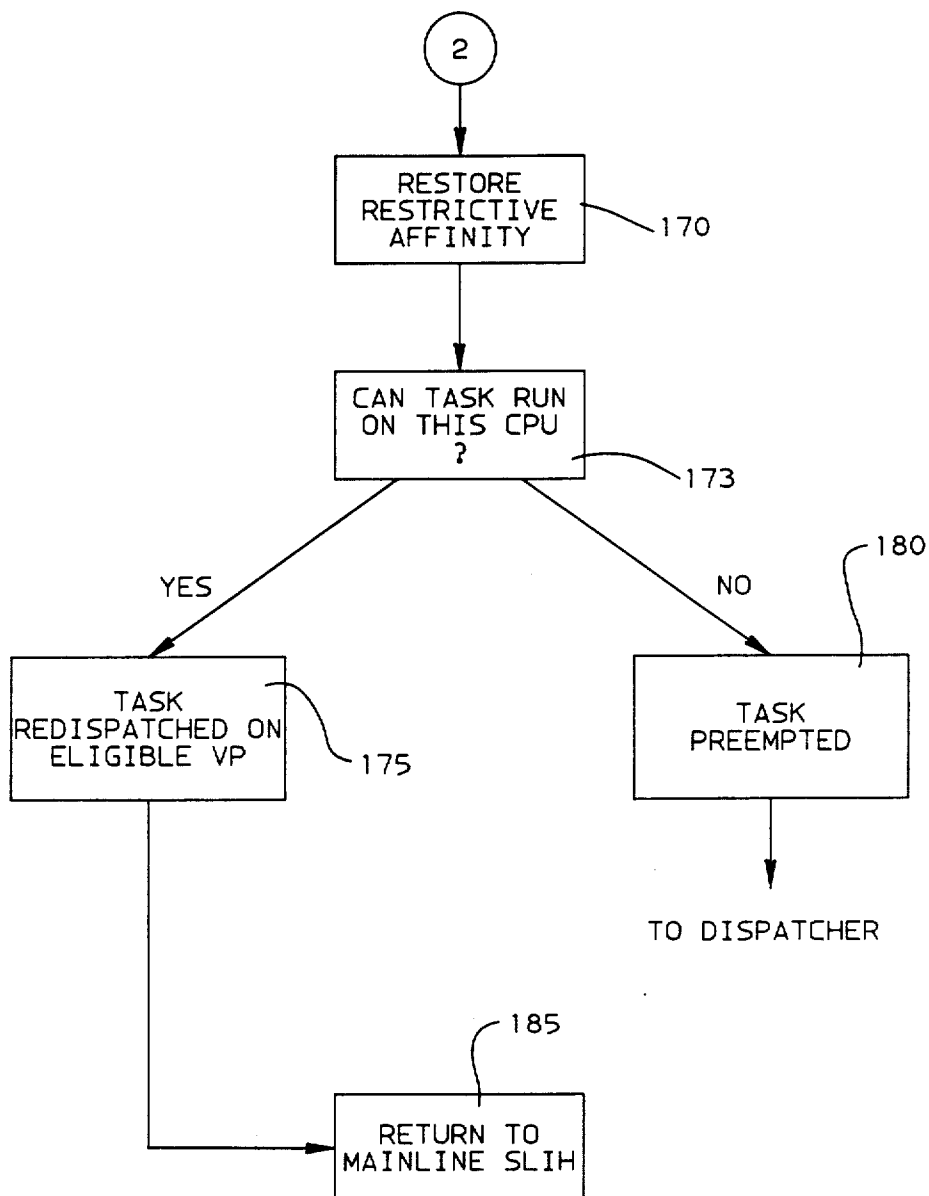 2
RESTORE
RESTRICTIVE
AFFINITY
170
CAN TASK RUN
ON THIS CPU
?
173
YES
NO
180
TASK
REDISPATCHED ON
ELIGIBLE VP
175
TASK
PREEMPTED
TO DISPATCHER
185
RETURN TO
MAINLINE SLIH